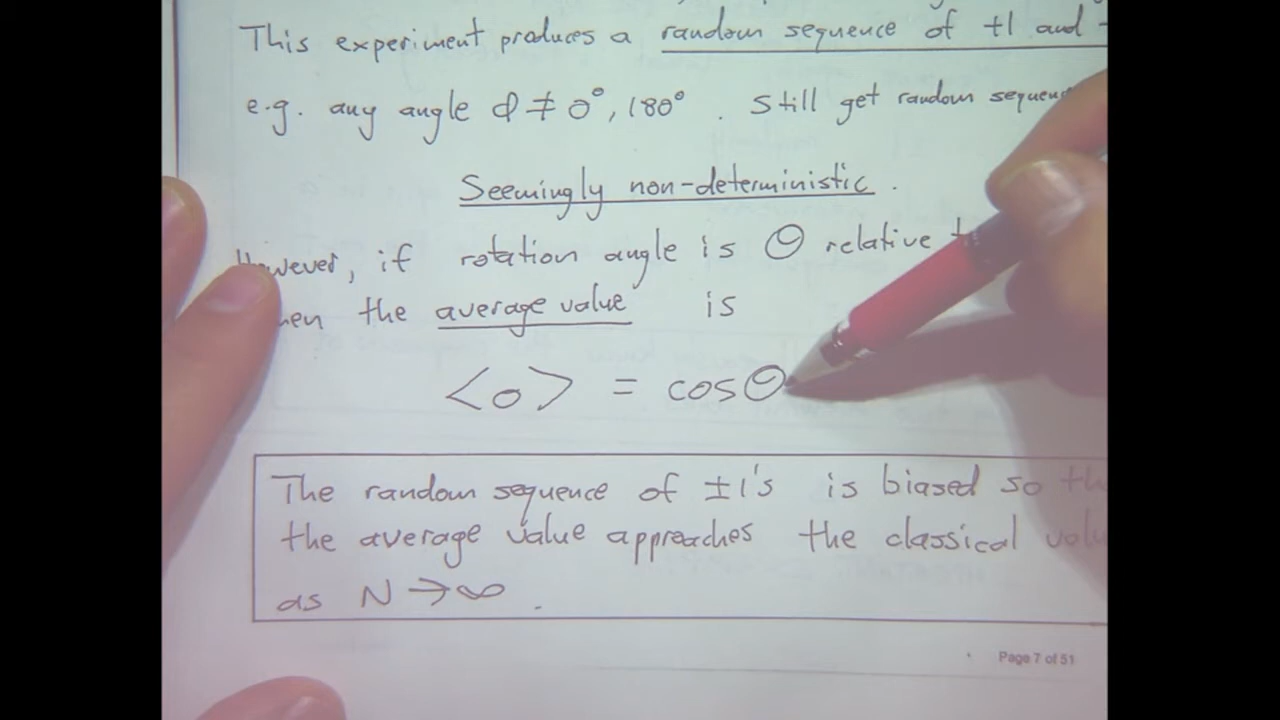 This experiment produces a random sequence of +1 and
e.g. any angle φ ≠ 0°, 180°. Still get random
Seemingly non-deterministic.
if rotation angle is Θ relative
the average value is
<σ> = cosΘ
The random sequence of ±1's is biased so
the average value approaches the classical
as N→∞.
Page 7 of 51